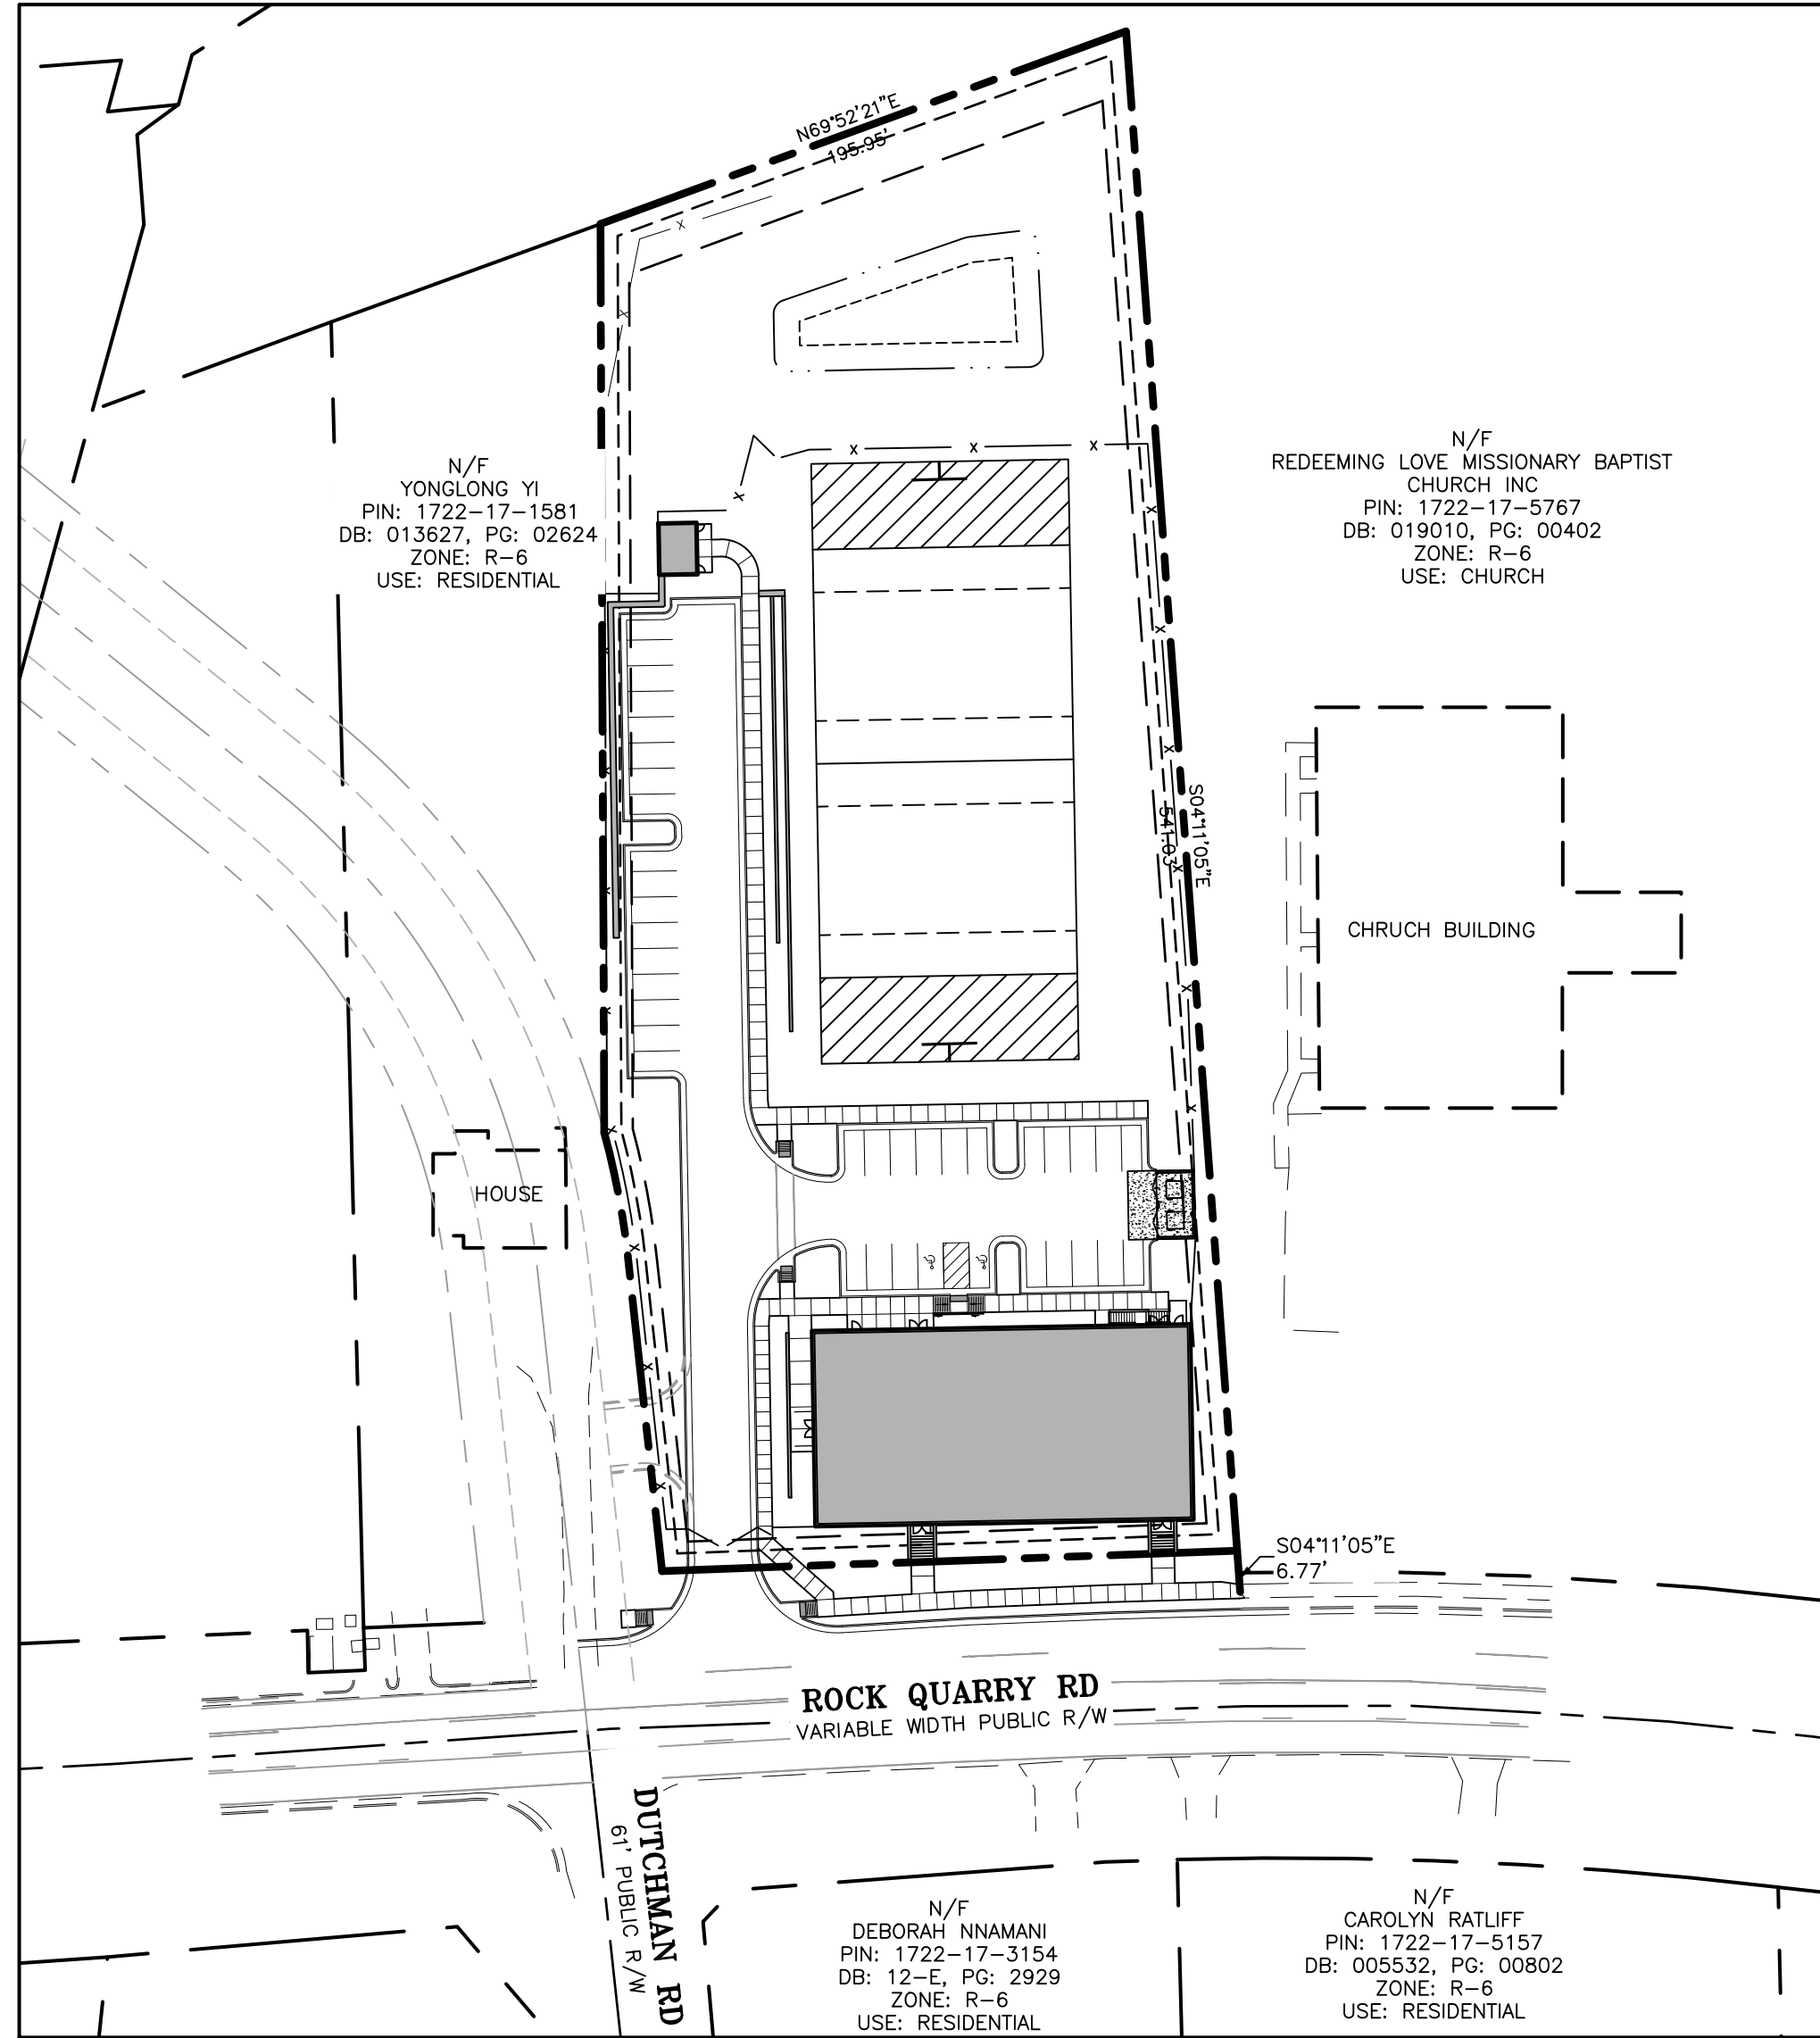 N69°52'21"E
195.95'
N/F
YONGLONG YI
PIN: 1722-17-1581
DB: 013627, PG: 02624
ZONE: R-6
USE: RESIDENTIAL
N/F
REDEEMING LOVE MISSIONARY BAPTIST
CHURCH INC
PIN: 1722-17-5767
DB: 019010, PG: 00402
ZONE: R-6
USE: CHURCH
S04°11'05"E
541.03'
CHRUCH BUILDING
HOUSE
S04°11'05"E
6.77'
ROCK QUARRY RD
VARIABLE WIDTH PUBLIC R/W
DUTCHMAN RD
61' PUBLIC R/W
N/F
DEBORAH NNAMANI
PIN: 1722-17-3154
DB: 12-E, PG: 2929
ZONE: R-6
USE: RESIDENTIAL
N/F
CAROLYN RATLIFF
PIN: 1722-17-5157
DB: 005532, PG: 00802
ZONE: R-6
USE: RESIDENTIAL